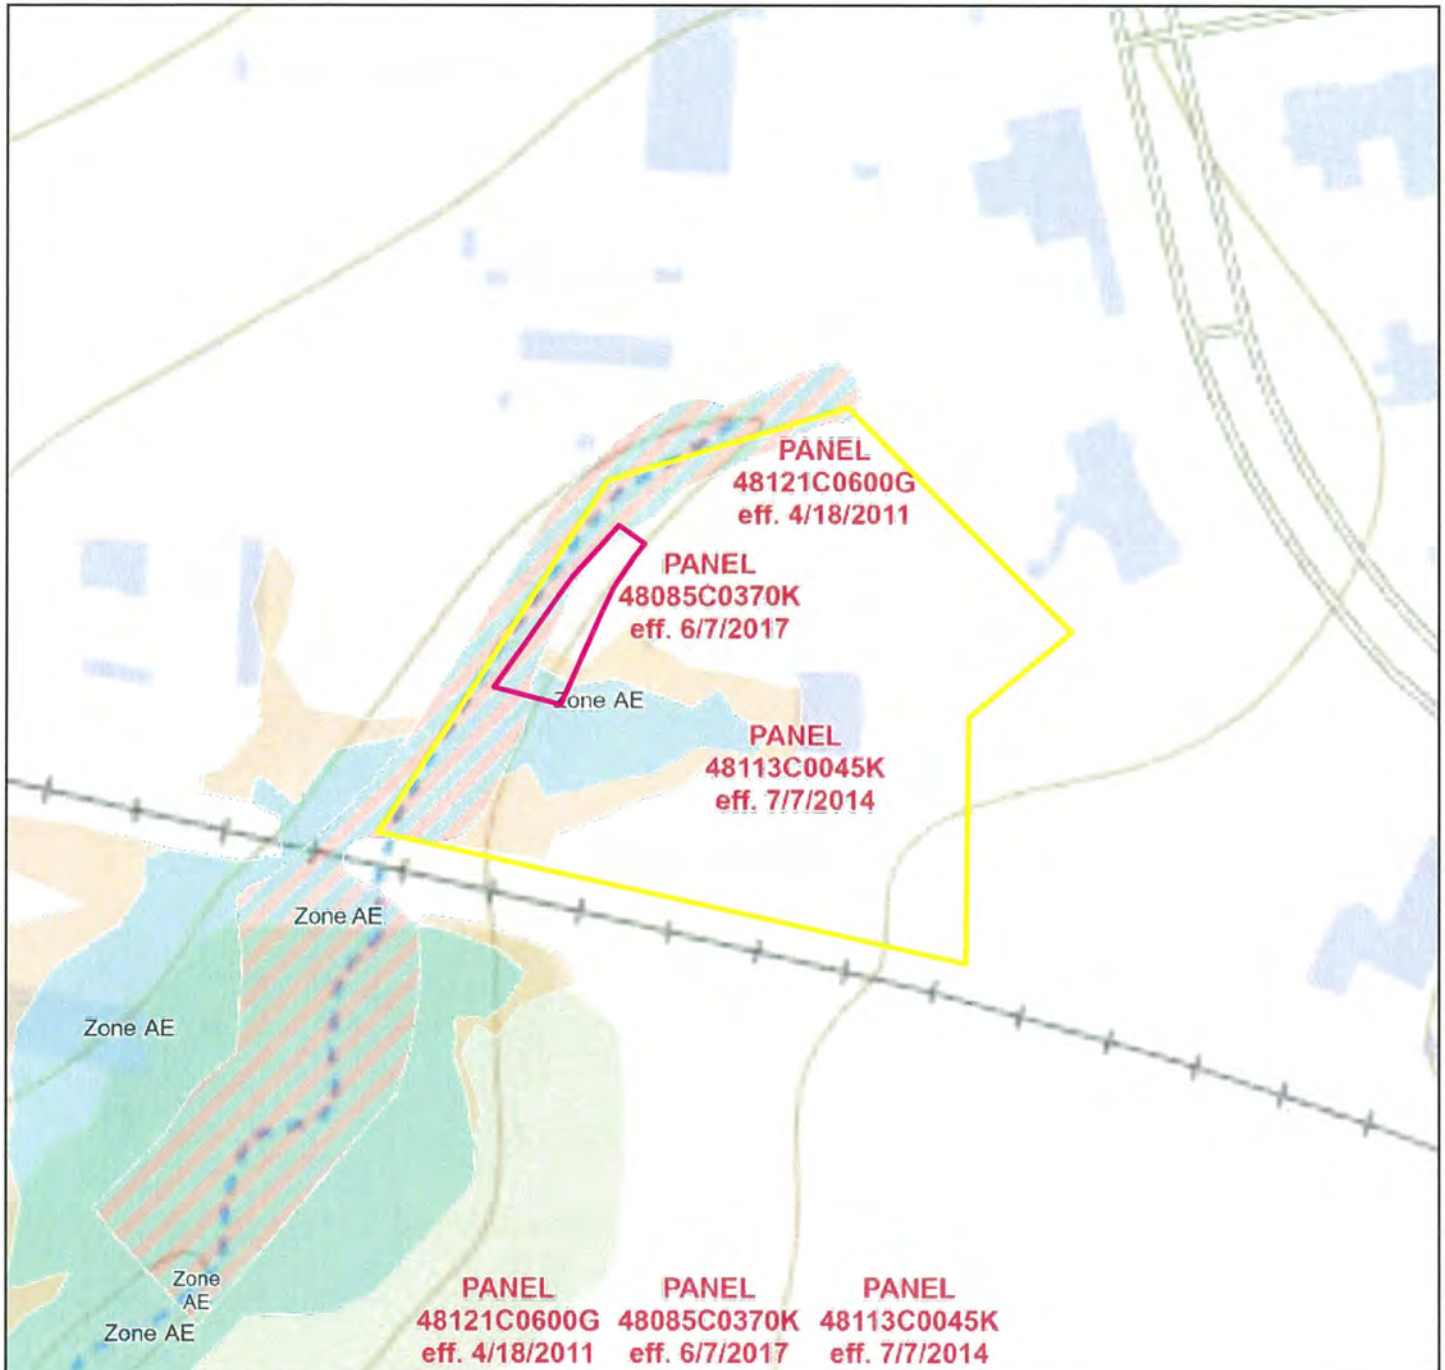 PANEL
48121C0600G
eff. 4/18/2011
PANEL
48085C0370K
eff. 6/7/2017
Zone AE
PANEL
48113C0045K
eff. 7/7/2014
Zone AE
Zone AE
Zone
AE
Zone AE
PANEL
48121C0600G
eff. 4/18/2011
PANEL
48085C0370K
eff. 6/7/2017
PANEL
48113C0045K
eff. 7/7/2014